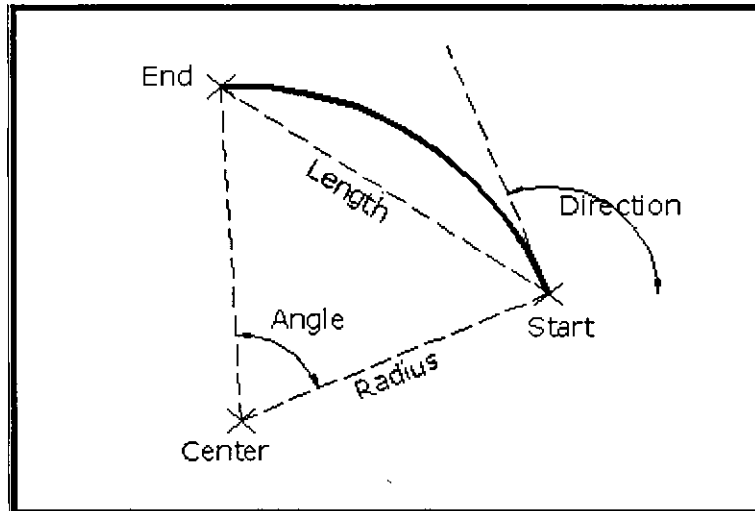 End
Length
Direction
Angle
Start
Radius
Center